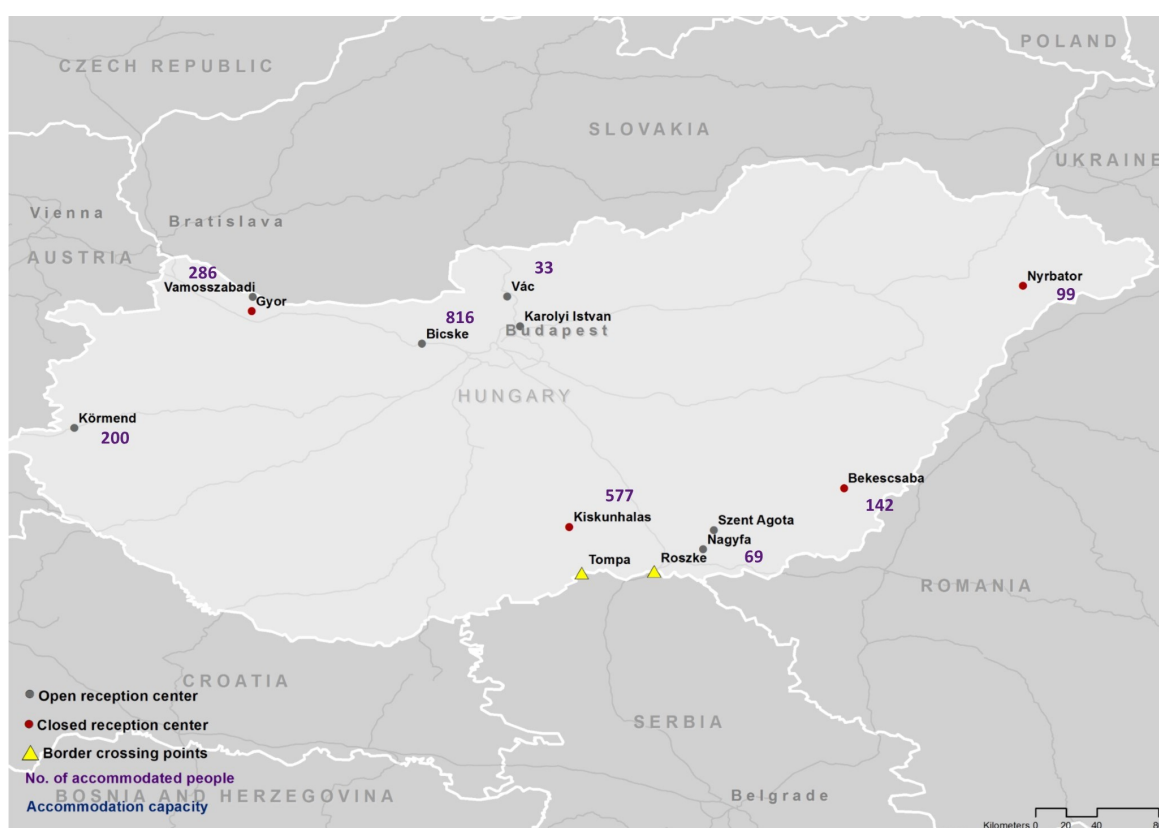 POLAND
CZECH REPUBLIC
SLOVAKIA
UKRAINE
Vienna
Bratislava
AUSTRIA
286
Vamosszabadi
Gyor
33
Vác
Karolyi Istvan
Budapest
816
Bicske
Nyrbator
99
HUNGARY
Körmend
200
577
Kiskunhalas
Bekescsaba
142
Szent Agota
Nagyfa
69
Tompa
Roszke
ROMANIA
CROATIA
SERBIA
Open reception center
Closed reception center
Border crossing points
No. of accommodated people
BOSNIA AND HERZEGOVINA
Accommodation capacity
Belgrade
Kilometers 0 20 40 80